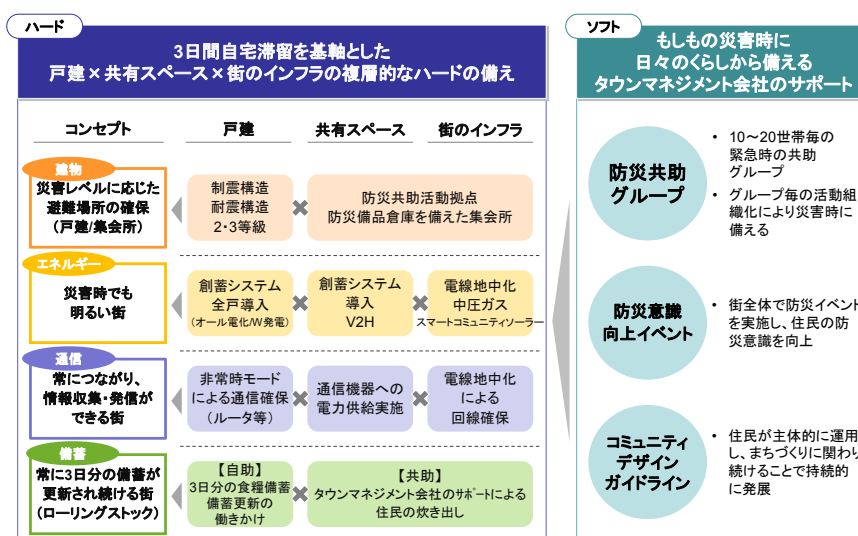 ハード
3日間自宅滞留を基軸とした
戸建×共有スペース×街のインフラの複層的なハードの備え
コンセプト
戸建
共有スペース
街のインフラ
建物
災害レベルに応じた
避難場所の確保
(戸建/集会所)
制震構造
耐震構造
2・3等級
×
防災共助活動拠点
防災備品倉庫を備えた集会所
エネルギー
災害時でも
明るい街
創蓄システム
全戸導入
(オール電化/W発電)
×
創蓄システム
導入
V2H
×
電線地中化
中圧ガス
スマートコミュニティソーラー
通信
常につながり、
情報収集・発信が
できる街
非常時モード
による通信確保
(ルータ等)
×
通信機器への
電力供給実施
×
電線地中化
による
回線確保
備蓄
常に3日分の備蓄が
更新され続ける街
(ローリングストック)
【自助】
3日分の食糧備蓄
備蓄更新の
働きかけ
×
【共助】
タウンマネジメント会社のサポートによる
住民の炊き出し
ソフト
もしもの災害時に
日々のくらしから備える
タウンマネジメント会社のサポート
防災共助
グループ
• 10～20世帯毎の
緊急時の共助
グループ
• グループ毎の活動組
織化により災害時に
備える
防災意識
向上イベント
• 街全体で防災イベント
を実施し、住民の防
災意識を向上
コミュニティ
デザイン
ガイドライン
• 住民が主体的に運用
し、まちづくりに関わり
続けることで持続的
に発展